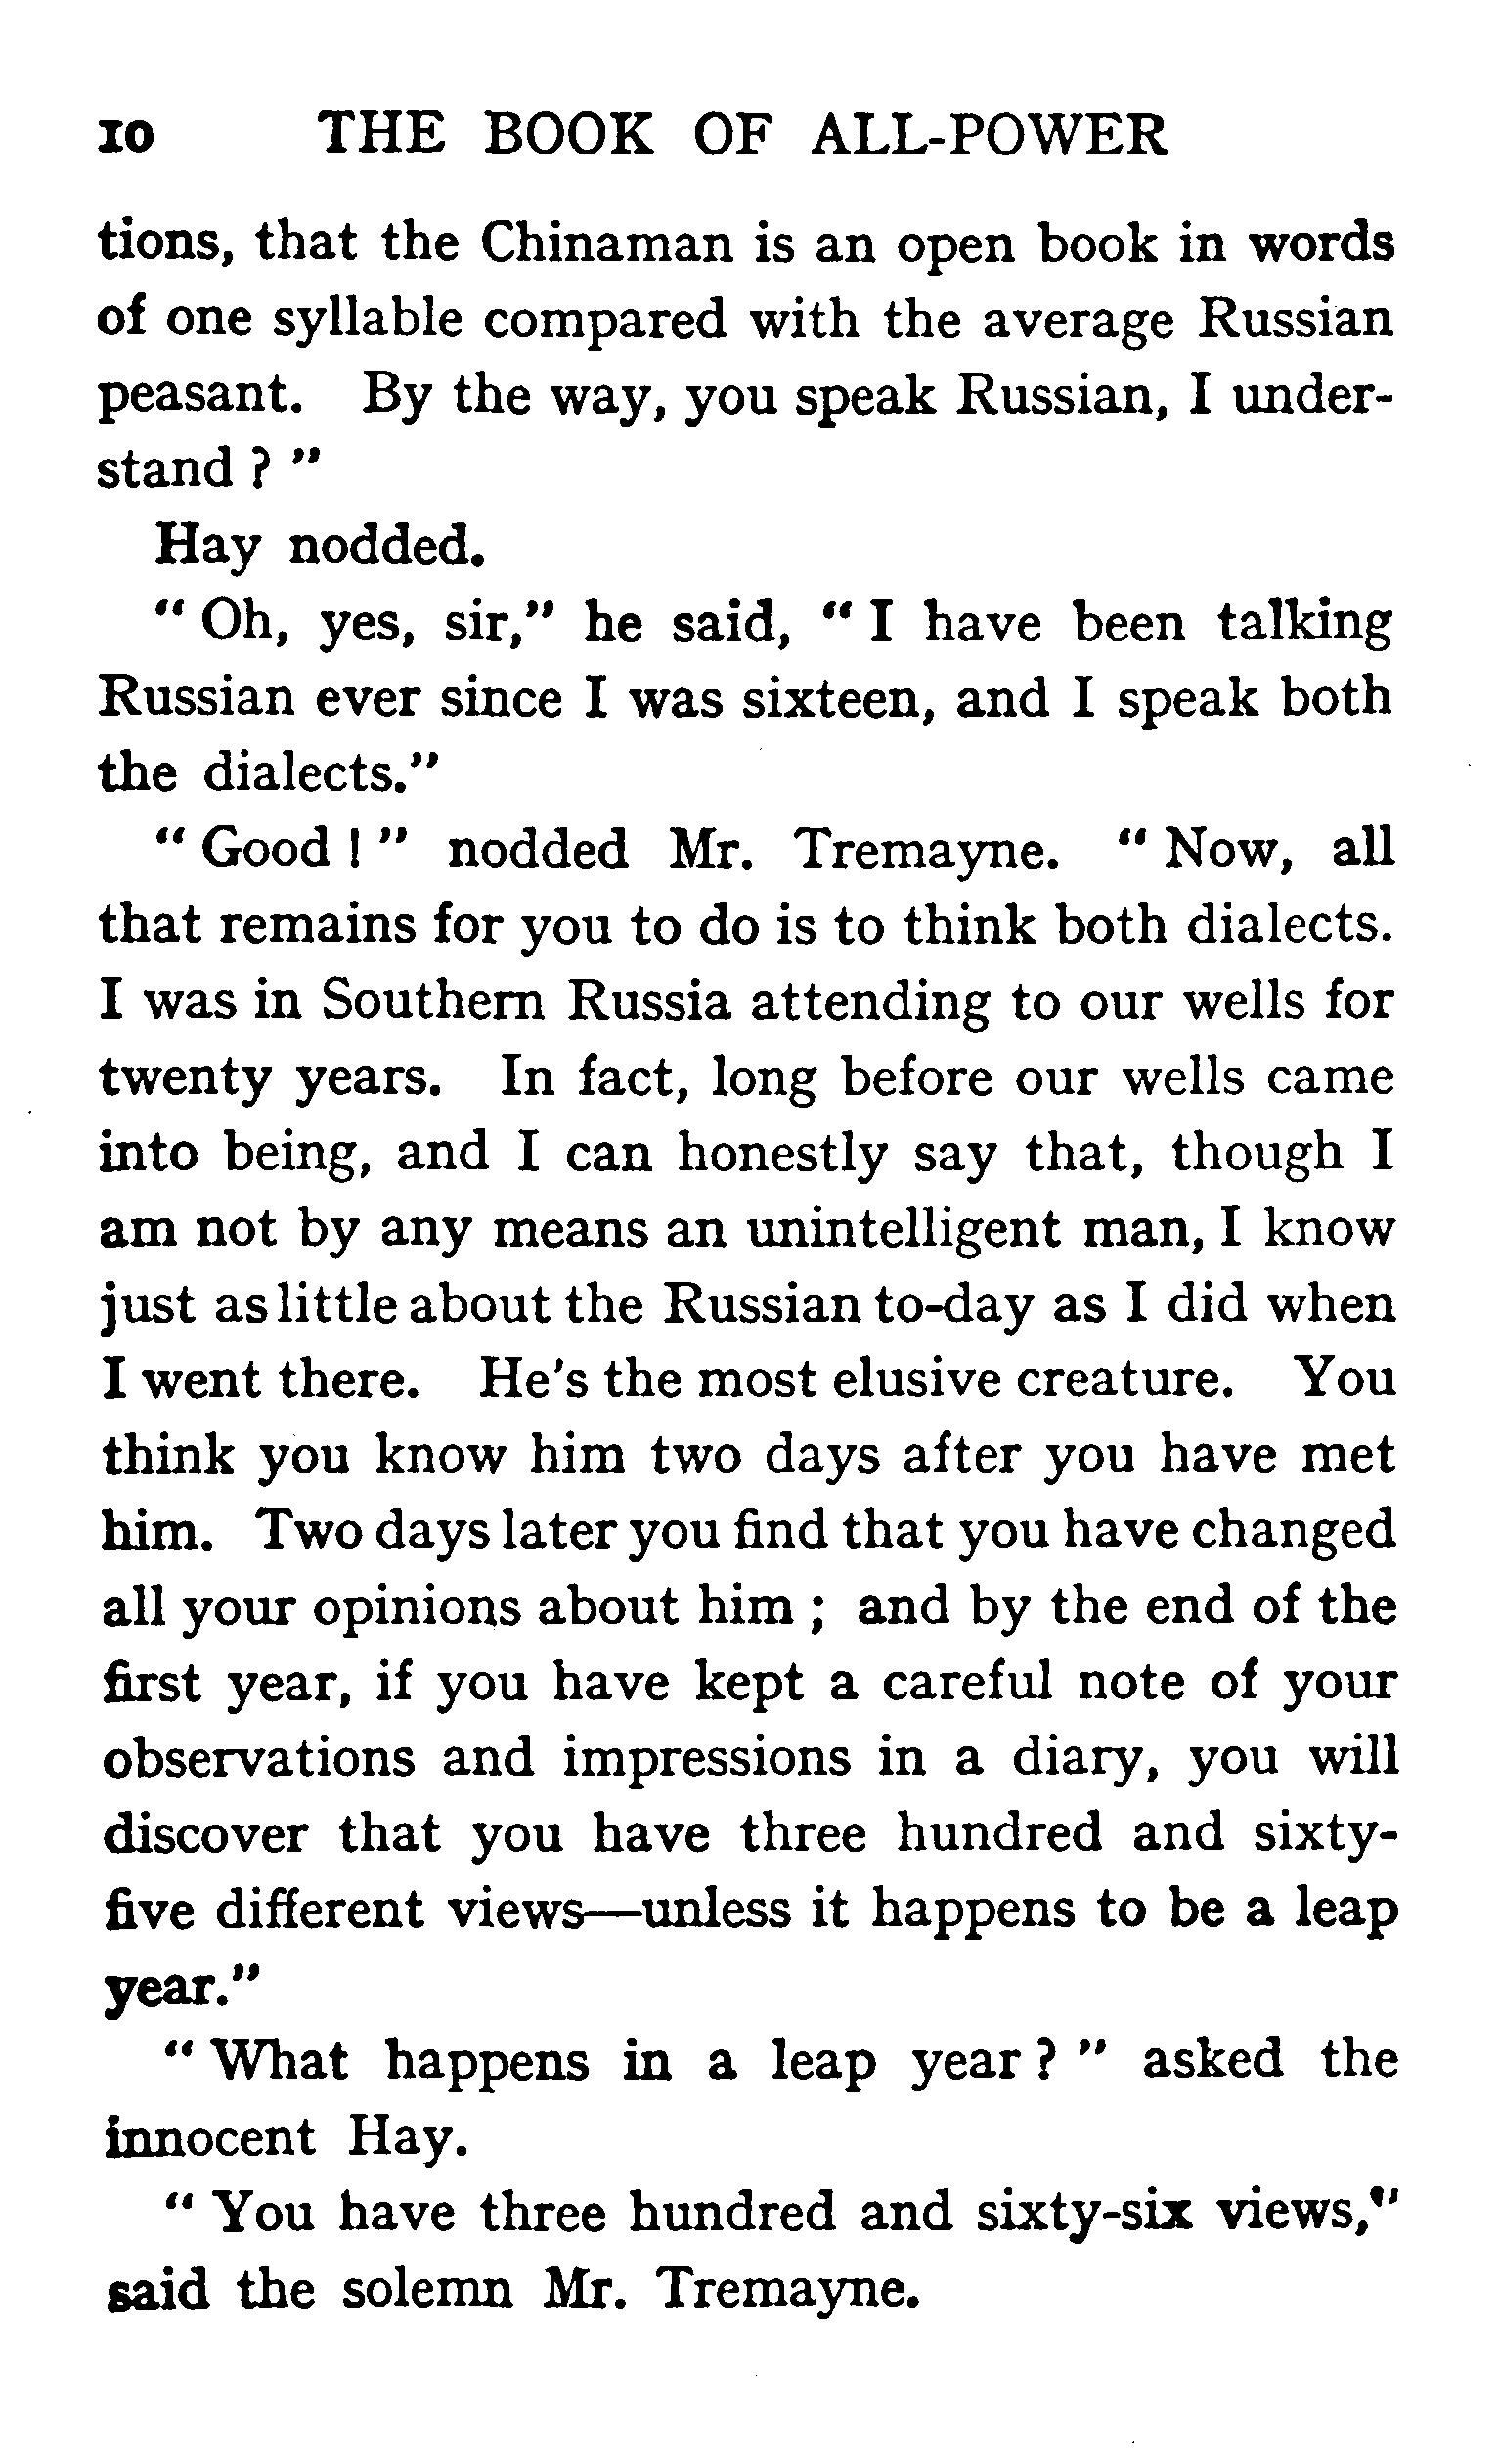 10 THE BOOK OF ALL-POWER
tions, that the Chinaman is an open book in words
of one syllable compared with the average Russian
peasant. By the way, you speak Russian, I under-
stand ? "
Hay nodded.
" Oh, yes, sir," he said, " I have been talking
Russian ever since I was sixteen, and I speak both
the dialects."
" Good ! " nodded Mr. Tremayne. " Now, all
that remains for you to do is to think both dialects.
I was in Southern Russia attending to our wells for
twenty years. In fact, long before our wells came
into being, and I can honestly say that, though I
am not by any means an unintelligent man, I know
just as little about the Russian to-day as I did when
I went there. He's the most elusive creature. You
think you know him two days after you have met
him. Two days later you find that you have changed
all your opinions about him ; and by the end of the
first year, if you have kept a careful note of your
observations and impressions in a diary, you will
discover that you have three hundred and sixty-
five different views—unless it happens to be a leap
year."
" What happens in a leap year ? " asked the
innocent Hay.
" You have three hundred and sixty-six views,"
said the solemn Mr. Tremayne.